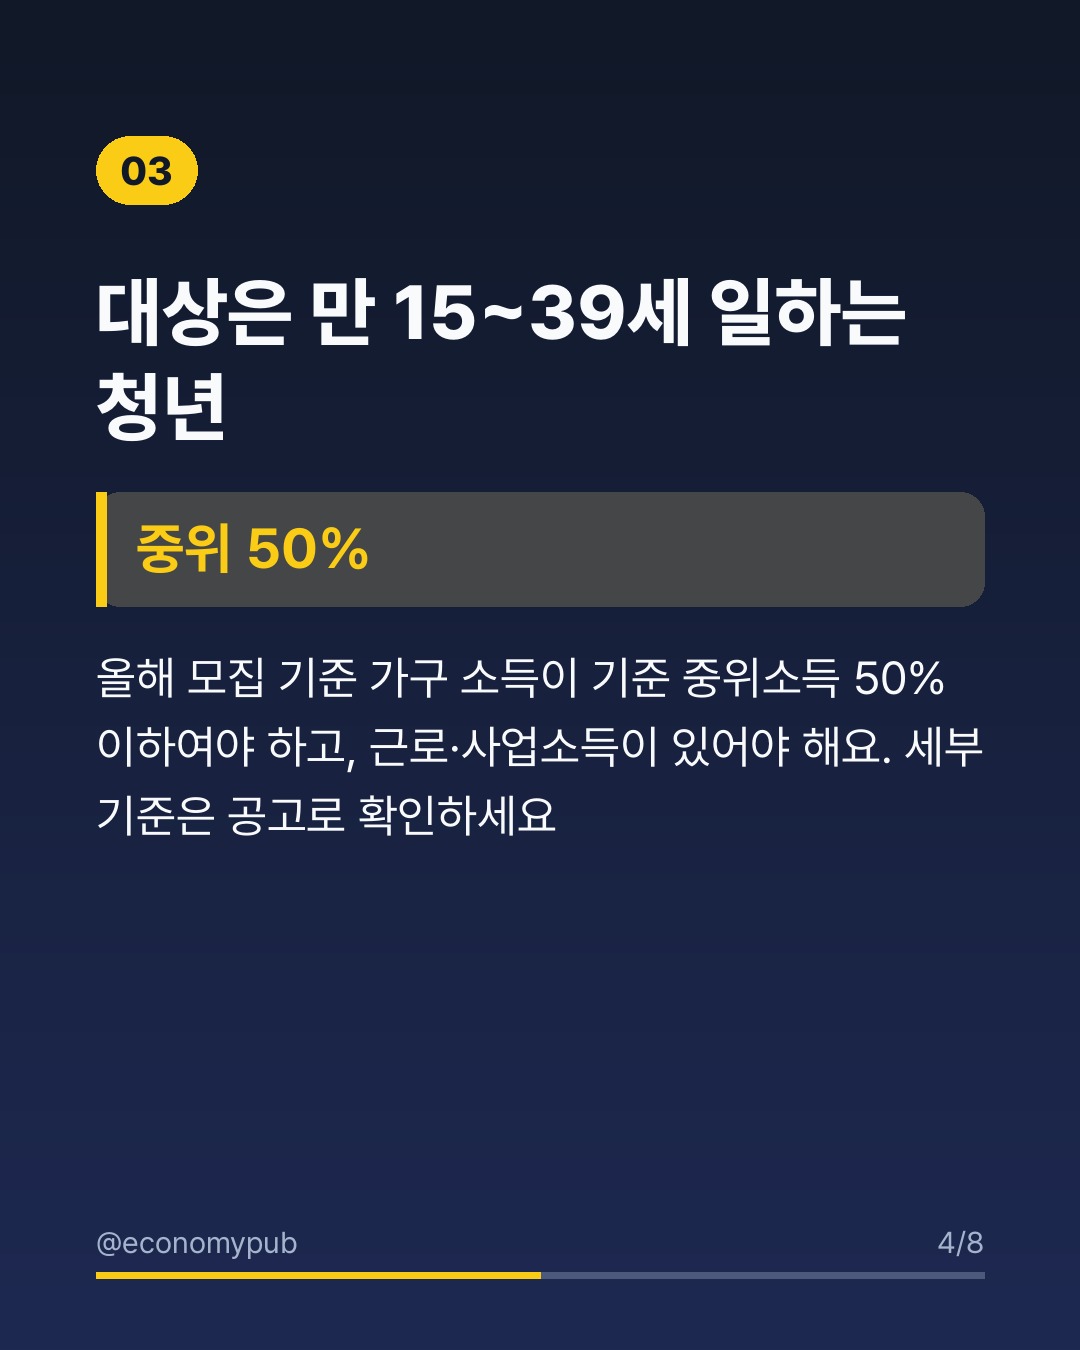 03
대상은 만 15~39세 일하는
청년
중위 50%
올해 모집 기준 가구 소득이 기준 중위소득 50%
이하여야 하고, 근로·사업소득이 있어야 해요. 세부
기준은 공고로 확인하세요
@economypub
4/8